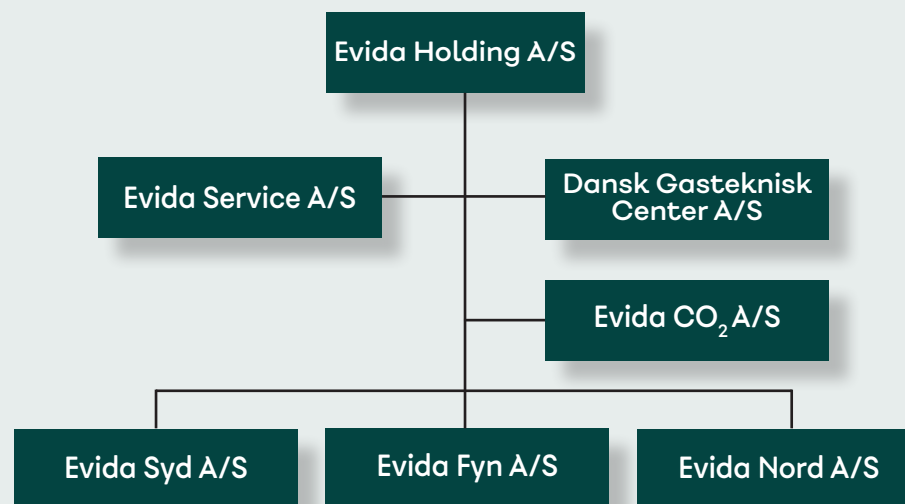 Evida Holding A/S
Evida Service A/S
Dansk Gasteknisk
Center A/S
Evida CO₂ A/S
Evida Syd A/S
Evida Fyn A/S
Evida Nord A/S